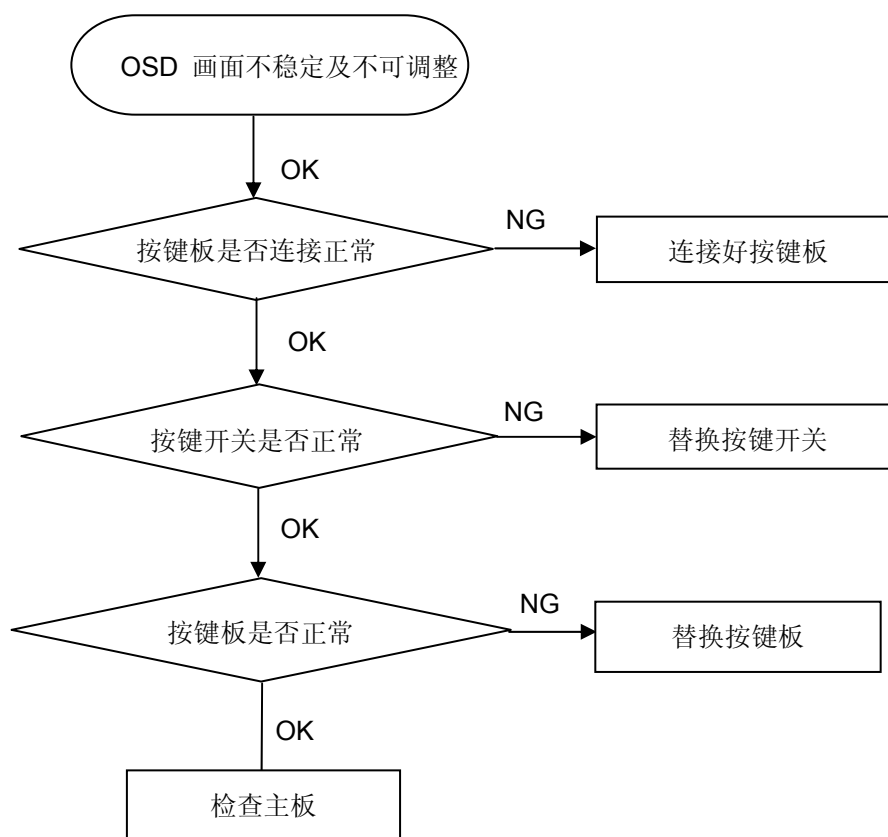 OSD 画面不稳定及不可调整
OK
按键板是否连接正常
NG
连接好按键板
OK
按键开关是否正常
NG
替换按键开关
OK
按键板是否正常
NG
替换按键板
OK
检查主板